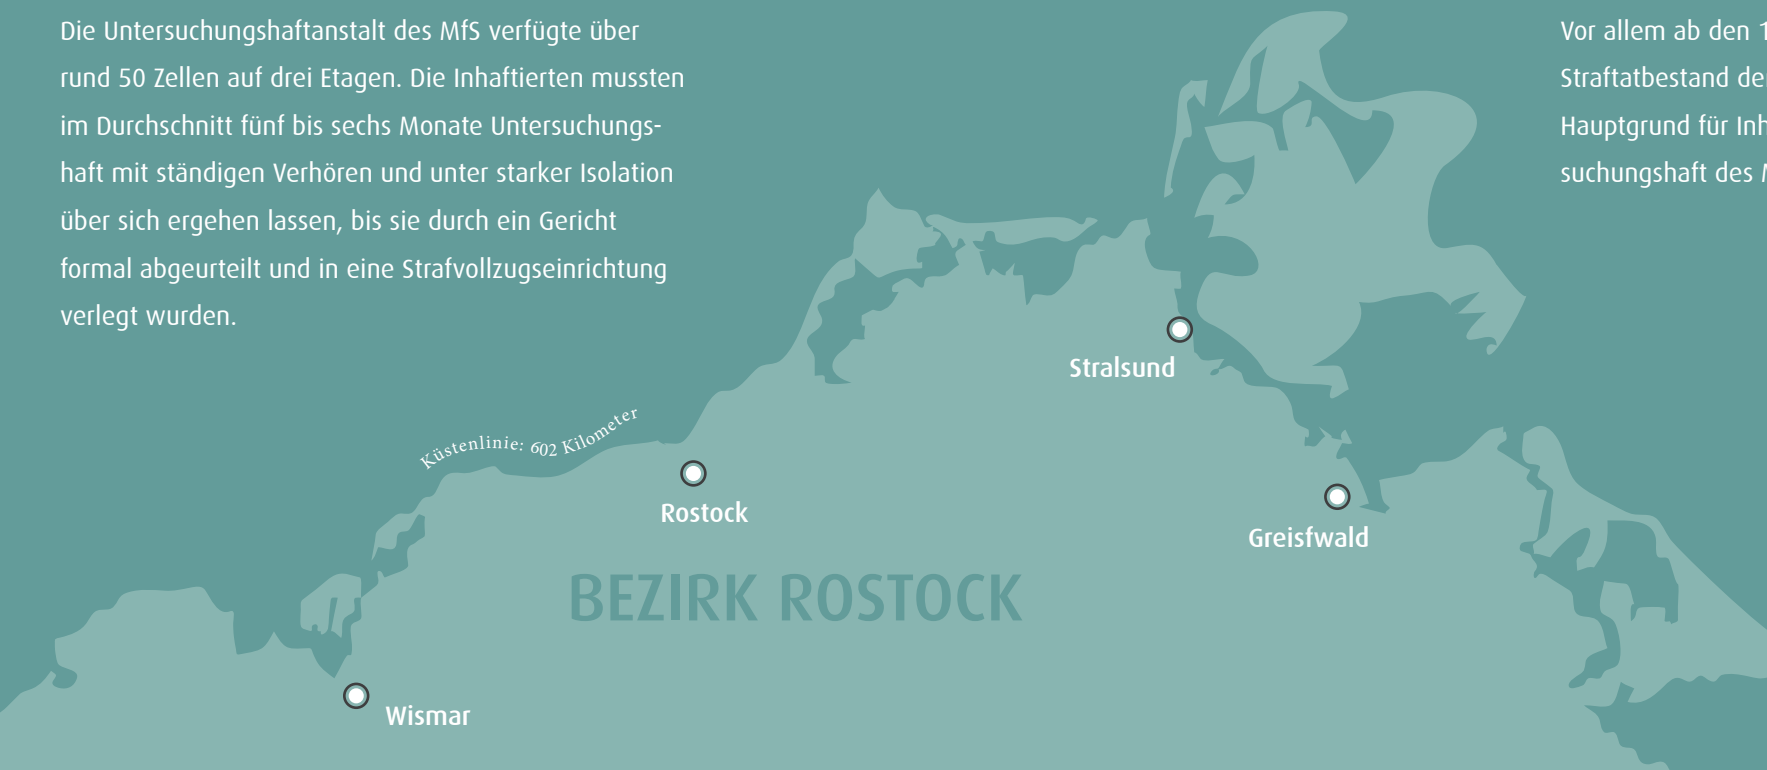 Die Untersuchungshaftanstalt des MfS verfügte über
rund 50 Zellen auf drei Etagen. Die Inhaftierten mussten
im Durchschnitt fünf bis sechs Monate Untersuchungs-
haft mit ständigen Verhören und unter starker Isolation
über sich ergehen lassen, bis sie durch ein Gericht
formal abgeurteilt und in eine Strafvollzugseinrichtung
verlegt wurden.
Vor allem ab den
Straftatbestand
Hauptgrund für
suchungshaft des
Stralsund
Küstenlinie: 602 Kilometer
Rostock
Greisfwald
BEZIRK ROSTOCK
Wismar